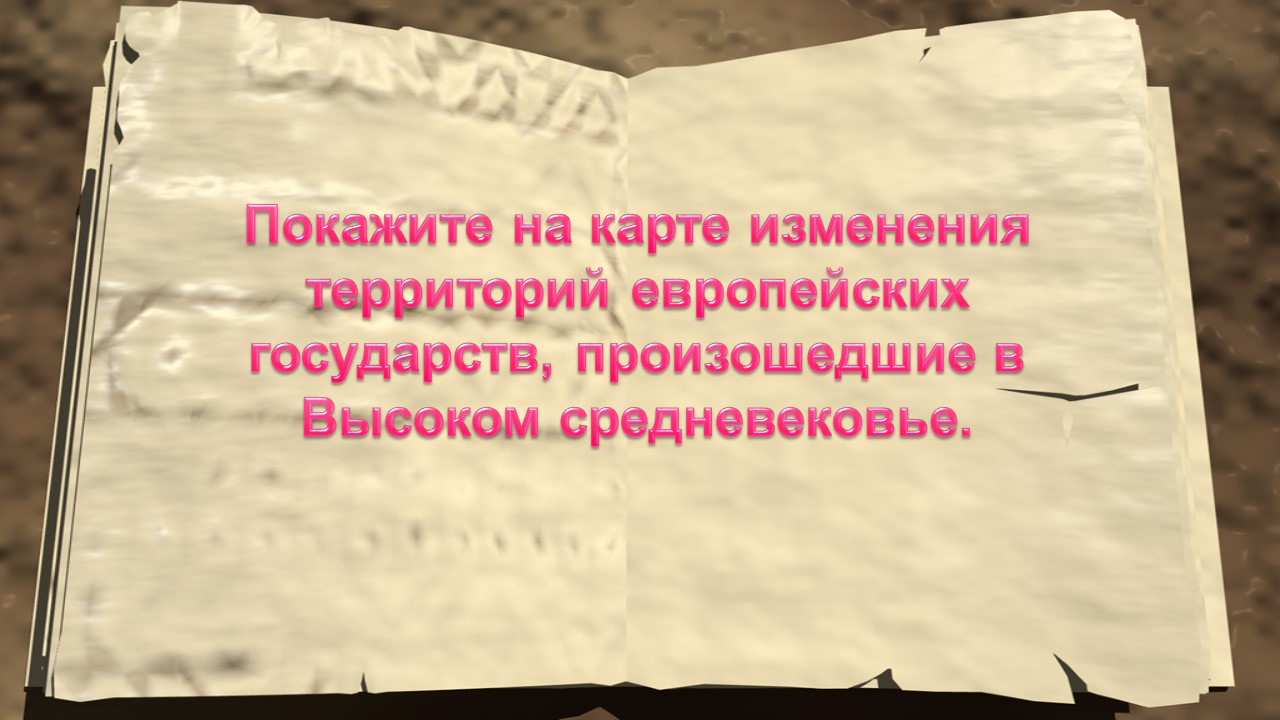 Покажите на карте изменения
территорий европейских
государств, произошедшие в
Высоком средневековье.